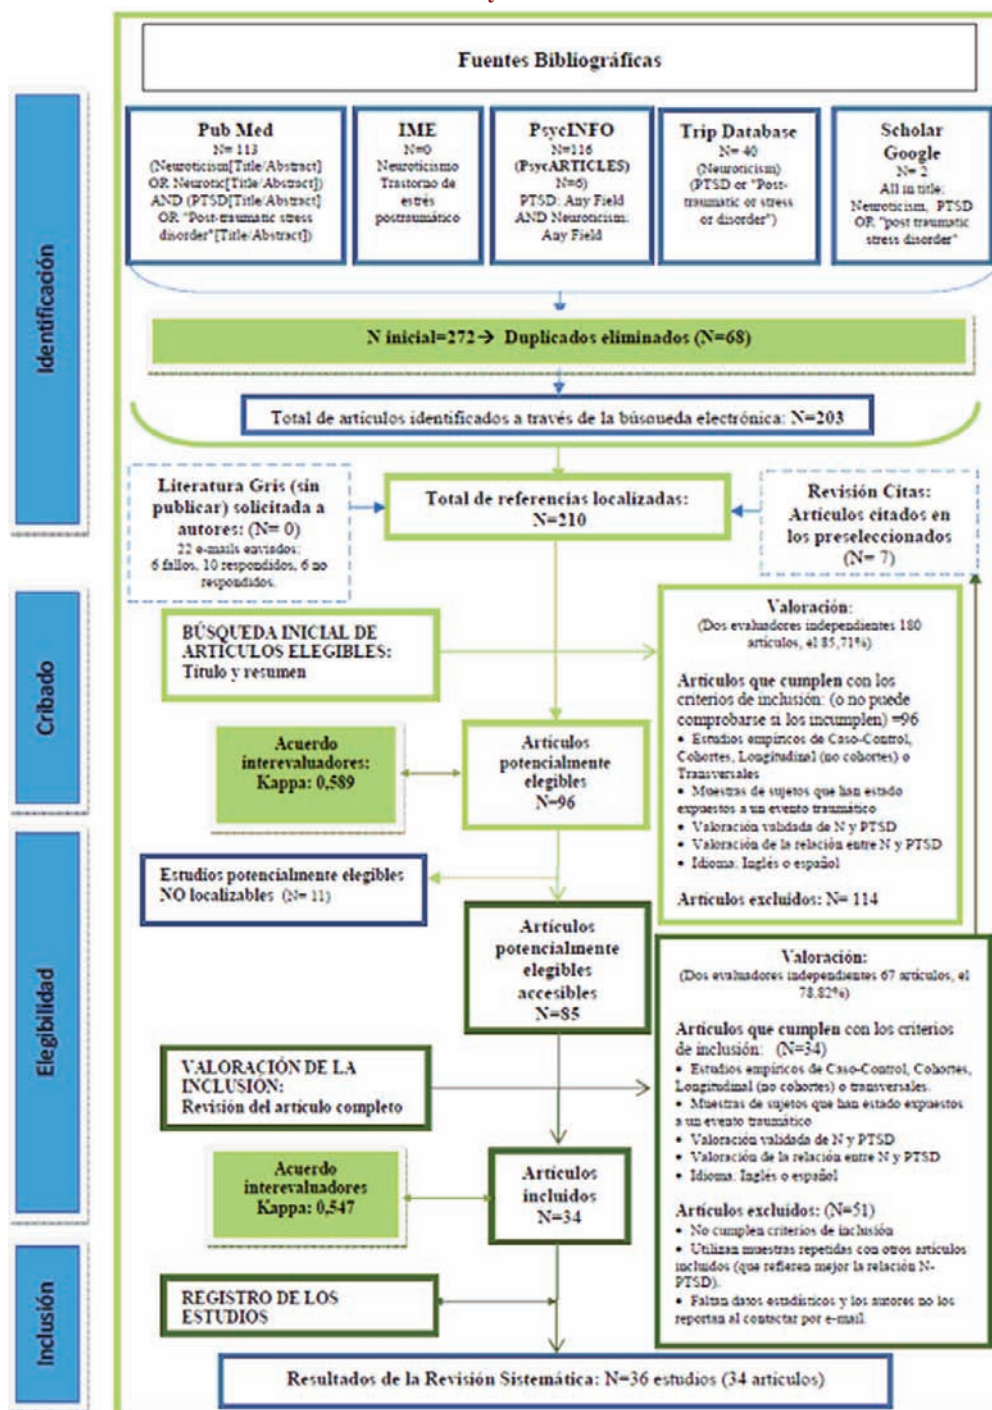 Fuentes Bibliográficas
Identificación
Pub Med
N= 113
(Neuroticism[Title/Abstract]
OR Neurotic[Title/Abstract])
AND (PTSD[Title/Abstract]
OR "Post-traumatic stress
disorder"[Title/Abstract])
IME
N=0
Neuroticismo
Trastorno de
estrés
postraumático
PsycINFO
N=116
(PsycARTICLES)
N=6)
PTSD: Any Field
AND Neuroticism:
Any Field
Trip Database
N= 40
(Neuroticism)
(PTSD or "Post-
traumatic or stress
or disorder")
Scholar
Google
N= 2
All in title:
Neuroticism, PTSD
OR "post traumatic
stress disorder"
N inicial=272→ Duplicados eliminados (N=68)
Total de artículos identificados a través de la búsqueda electrónica: N=203
Literatura Gris (sin
publicar) solicitada a
autores: (N= 0)
22 e-mails enviados:
6 fallos, 10 respondidos, 6 no
respondidos.
Total de referencias localizadas:
N=210
Revisión Citas:
Artículos citados en
los preseleccionados
(N= 7)
Cribado
BÚSQUEDA INICIAL DE
ARTÍCULOS ELEGIBLES:
Título y resumen
Valoración:
(Dos evaluadores independientes 180
artículos, el 85,71%)
Artículos que cumplen con los
criterios de inclusión: (o no puede
comprobarse si los incumplen) =96
• Estudios empíricos de Caso-Control,
Cohortes, Longitudinal (no cohortes) o
Transversales
• Muestras de sujetos que han estado
expuestos a un evento traumático
• Valoración validada de N y PTSD
• Valoración de la relación entre N y PTSD
• Idioma: Inglés o español
Artículos excluidos: N= 114
Acuerdo
interevaluadores:
Kappa: 0,589
Artículos
potencialmente
elegibles
N=96
Elegibilidad
Estudios potencialmente elegibles
NO localizables (N= 11)
Artículos
potencialmente
elegibles
accesibles
N=85
Valoración:
(Dos evaluadores independientes 67 artículos, el
78,82%)
Artículos que cumplen con los criterios
de inclusión: (N=34)
• Estudios empíricos de Caso-Control, Cohortes,
Longitudinal (no cohortes) o transversales.
• Muestras de sujetos que han estado expuestos
a un evento traumático
• Valoración validada de N y PTSD
• Valoración de la relación entre N y PTSD
• Idioma: Inglés o español
Artículos excluidos: (N=51)
• No cumplen criterios de inclusión
• Utilizan muestras repetidas con otros artículos
incluidos (que refieren mejor la relación N-
PTSD).
• Faltan datos estadísticos y los autores no los
reportan al contactar por e-mail.
VALORACIÓN DE LA
INCLUSIÓN:
Revisión del artículo completo
Acuerdo
interevaluadores
Kappa: 0,547
Artículos
incluidos
N=34
Inclusión
REGISTRO DE LOS
ESTUDIOS
Resultados de la Revisión Sistemática: N=36 estudios (34 artículos)